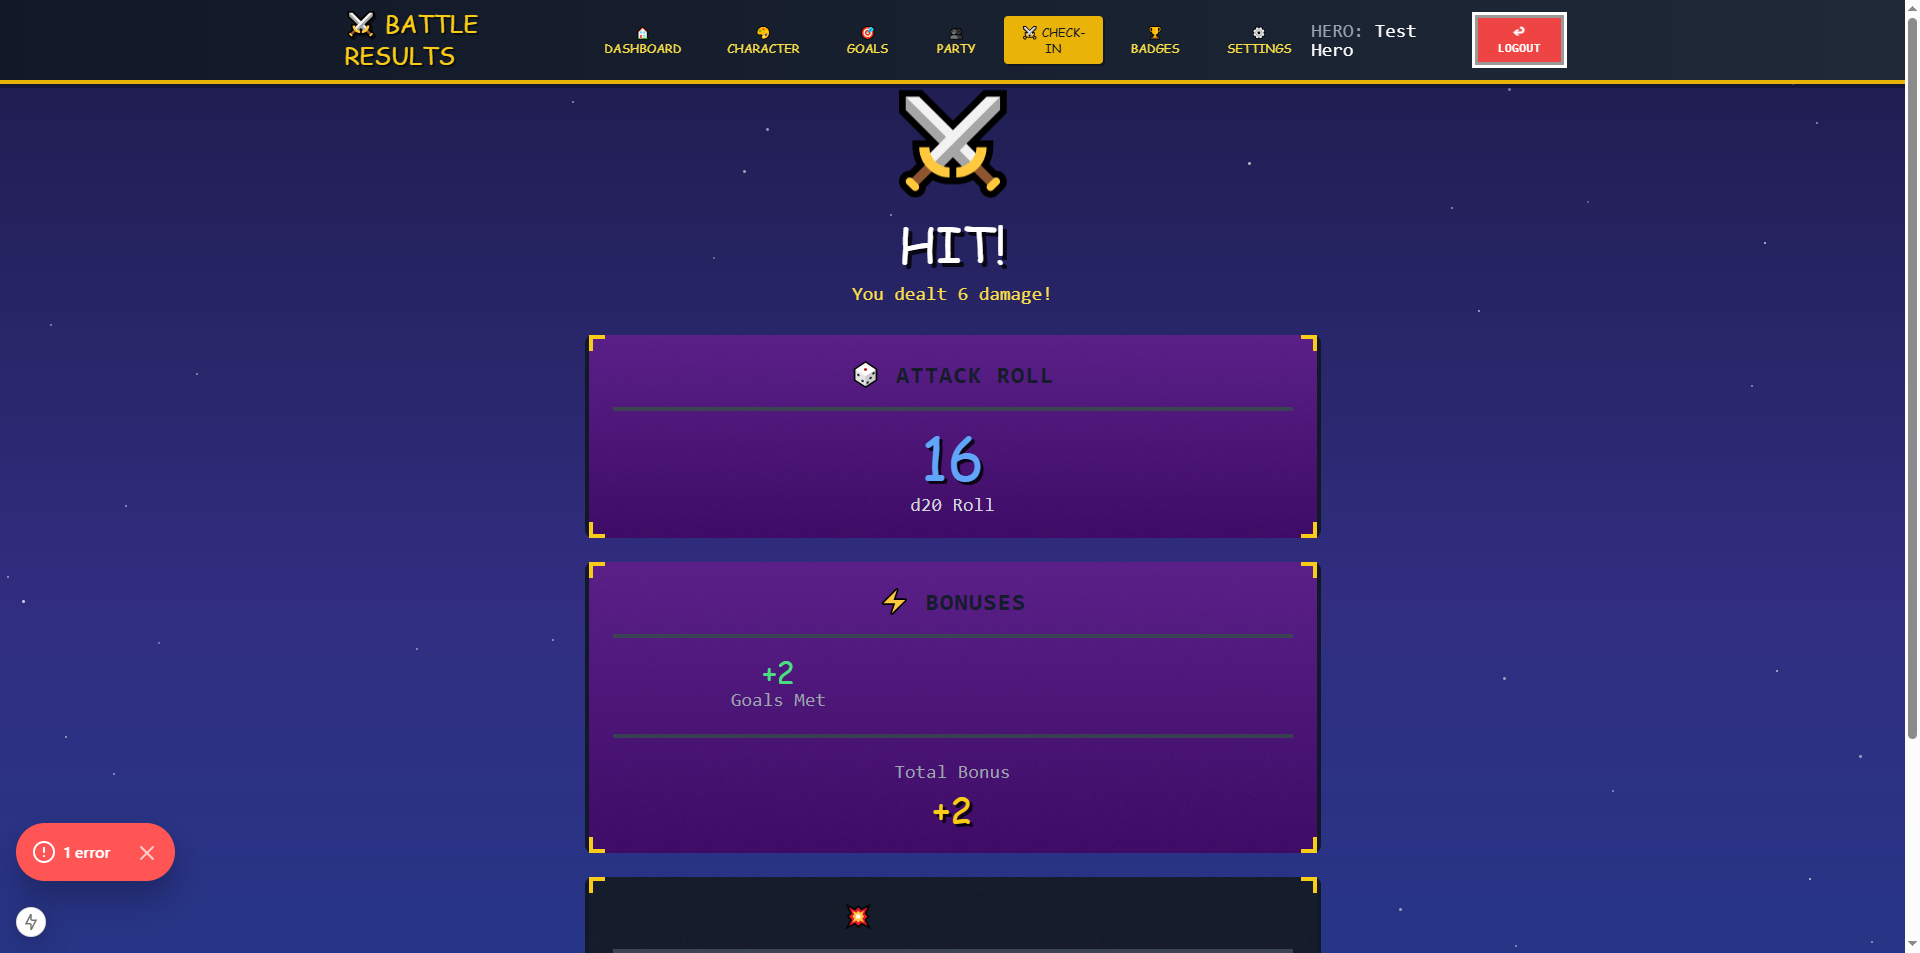 BATTLE
RESULTS
DASHBOARD
CHARACTER
GOALS
PARTY
CHECK-
IN
BADGES
SETTINGS
HERO: Test
Hero
LOGOUT
HIT!
You dealt 6 damage!
ATTACK ROLL
16
d20 Roll
BONUSES
+2
Goals Met
Total Bonus
+2
1 error